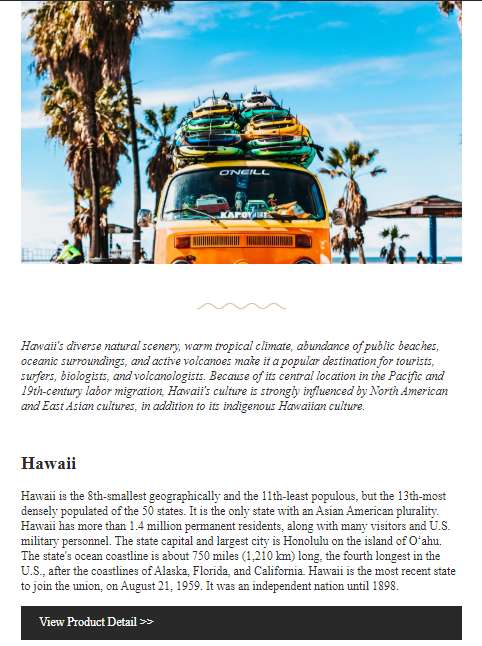 O'NEILL
Hawaii's diverse natural scenery, warm tropical climate, abundance of public beaches,
oceanic surroundings, and active volcanoes make it a popular destination for tourists,
surfers, biologists, and volcanologists. Because of its central location in the Pacific and
19th-century labor migration, Hawaii's culture is strongly influenced by North American
and East Asian cultures, in addition to its indigenous Hawaiian culture.
Hawaii
Hawaii is the 8th-smallest geographically and the 11th-least populous, but the 13th-most
densely populated of the 50 states. It is the only state with an Asian American plurality.
Hawaii has more than 1.4 million permanent residents, along with many visitors and U.S.
military personnel. The state capital and largest city is Honolulu on the island of Oʻahu.
The state's ocean coastline is about 750 miles (1,210 km) long, the fourth longest in the
U.S., after the coastlines of Alaska, Florida, and California. Hawaii is the most recent state
to join the union, on August 21, 1959. It was an independent nation until 1898.
View Product Detail >>